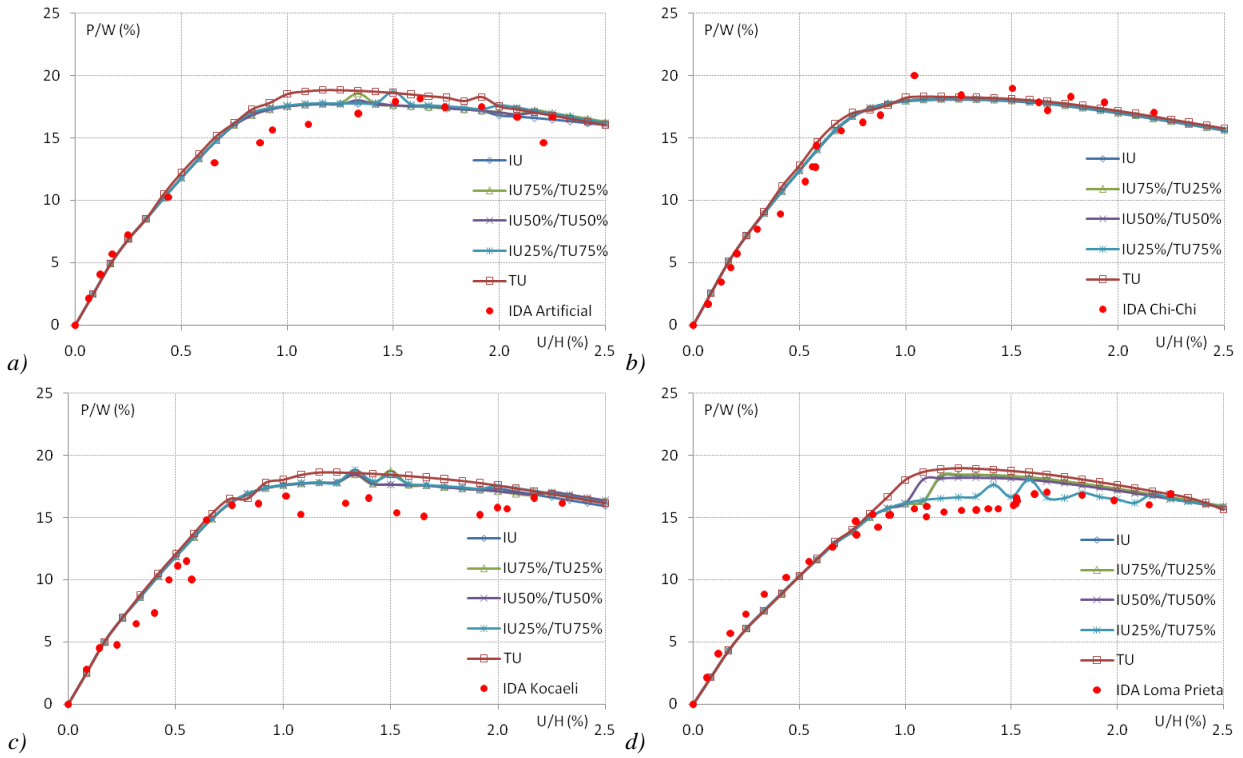 25
20
15
10
5
0
P/W (%)
IU
IU75%/TU25%
IU50%/TU50%
IU25%/TU75%
TU
IDA Artificial
0.0 0.5 1.0 1.5 2.0 2.5
U/H (%)
a)
25
20
15
10
5
0
P/W (%)
IU
IU75%/TU25%
IU50%/TU50%
IU25%/TU75%
TU
IDA Chi-Chi
0.0 0.5 1.0 1.5 2.0 2.5
U/H (%)
b)
25
20
15
10
5
0
P/W (%)
IU
IU75%/TU25%
IU50%/TU50%
IU25%/TU75%
TU
IDA Kocaeli
U/H (%)
0.0 0.5 1.0 1.5 2.0 2.5
c)
25
20
15
10
5
0
P/W (%)
IU
IU75%/TU25%
IU50%/TU50%
IU25%/TU75%
TU
IDA Loma Prieta
U/H (%)
0.0 0.5 1.0 1.5 2.0 2.5
d)